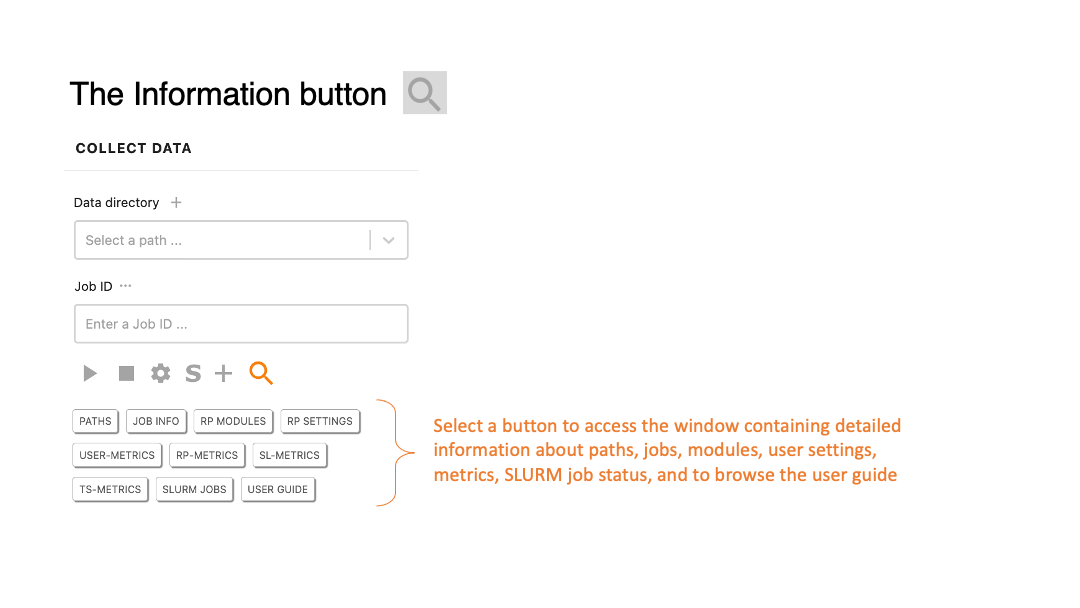 The Information button
COLLECT DATA
Data directory +
Select a path ...
Job ID ...
Enter a Job ID ...
S +
PATHS JOB INFO RP MODULES RP SETTINGS
USER-METRICS RP-METRICS SL-METRICS
TS-METRICS SLURM JOBS USER GUIDE
Select a button to access the window containing detailed
information about paths, jobs, modules, user settings,
metrics, SLURM job status, and to browse the user guide